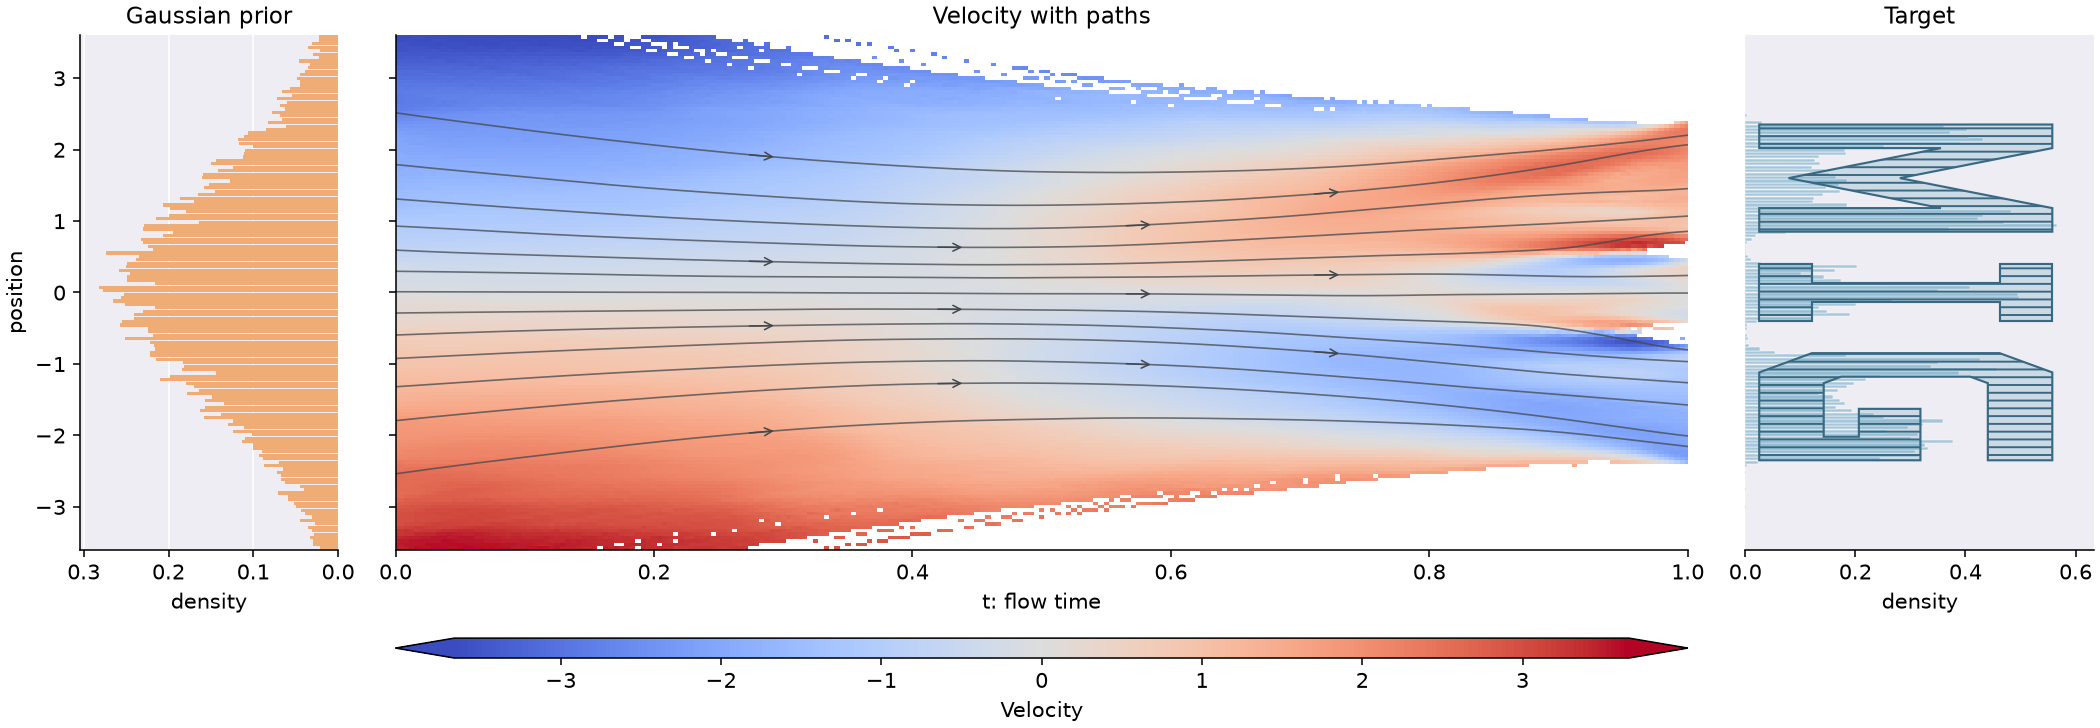 Gaussian prior
Velocity with paths
Target
position
3
2
1
0
−1
−2
−3
0.3 0.2 0.1 0.0
density
0.0 0.2 0.4 0.6 0.8 1.0
t: flow time
MIG
0.0 0.2 0.4 0.6
density
−3 −2 −1 0 1 2 3
Velocity